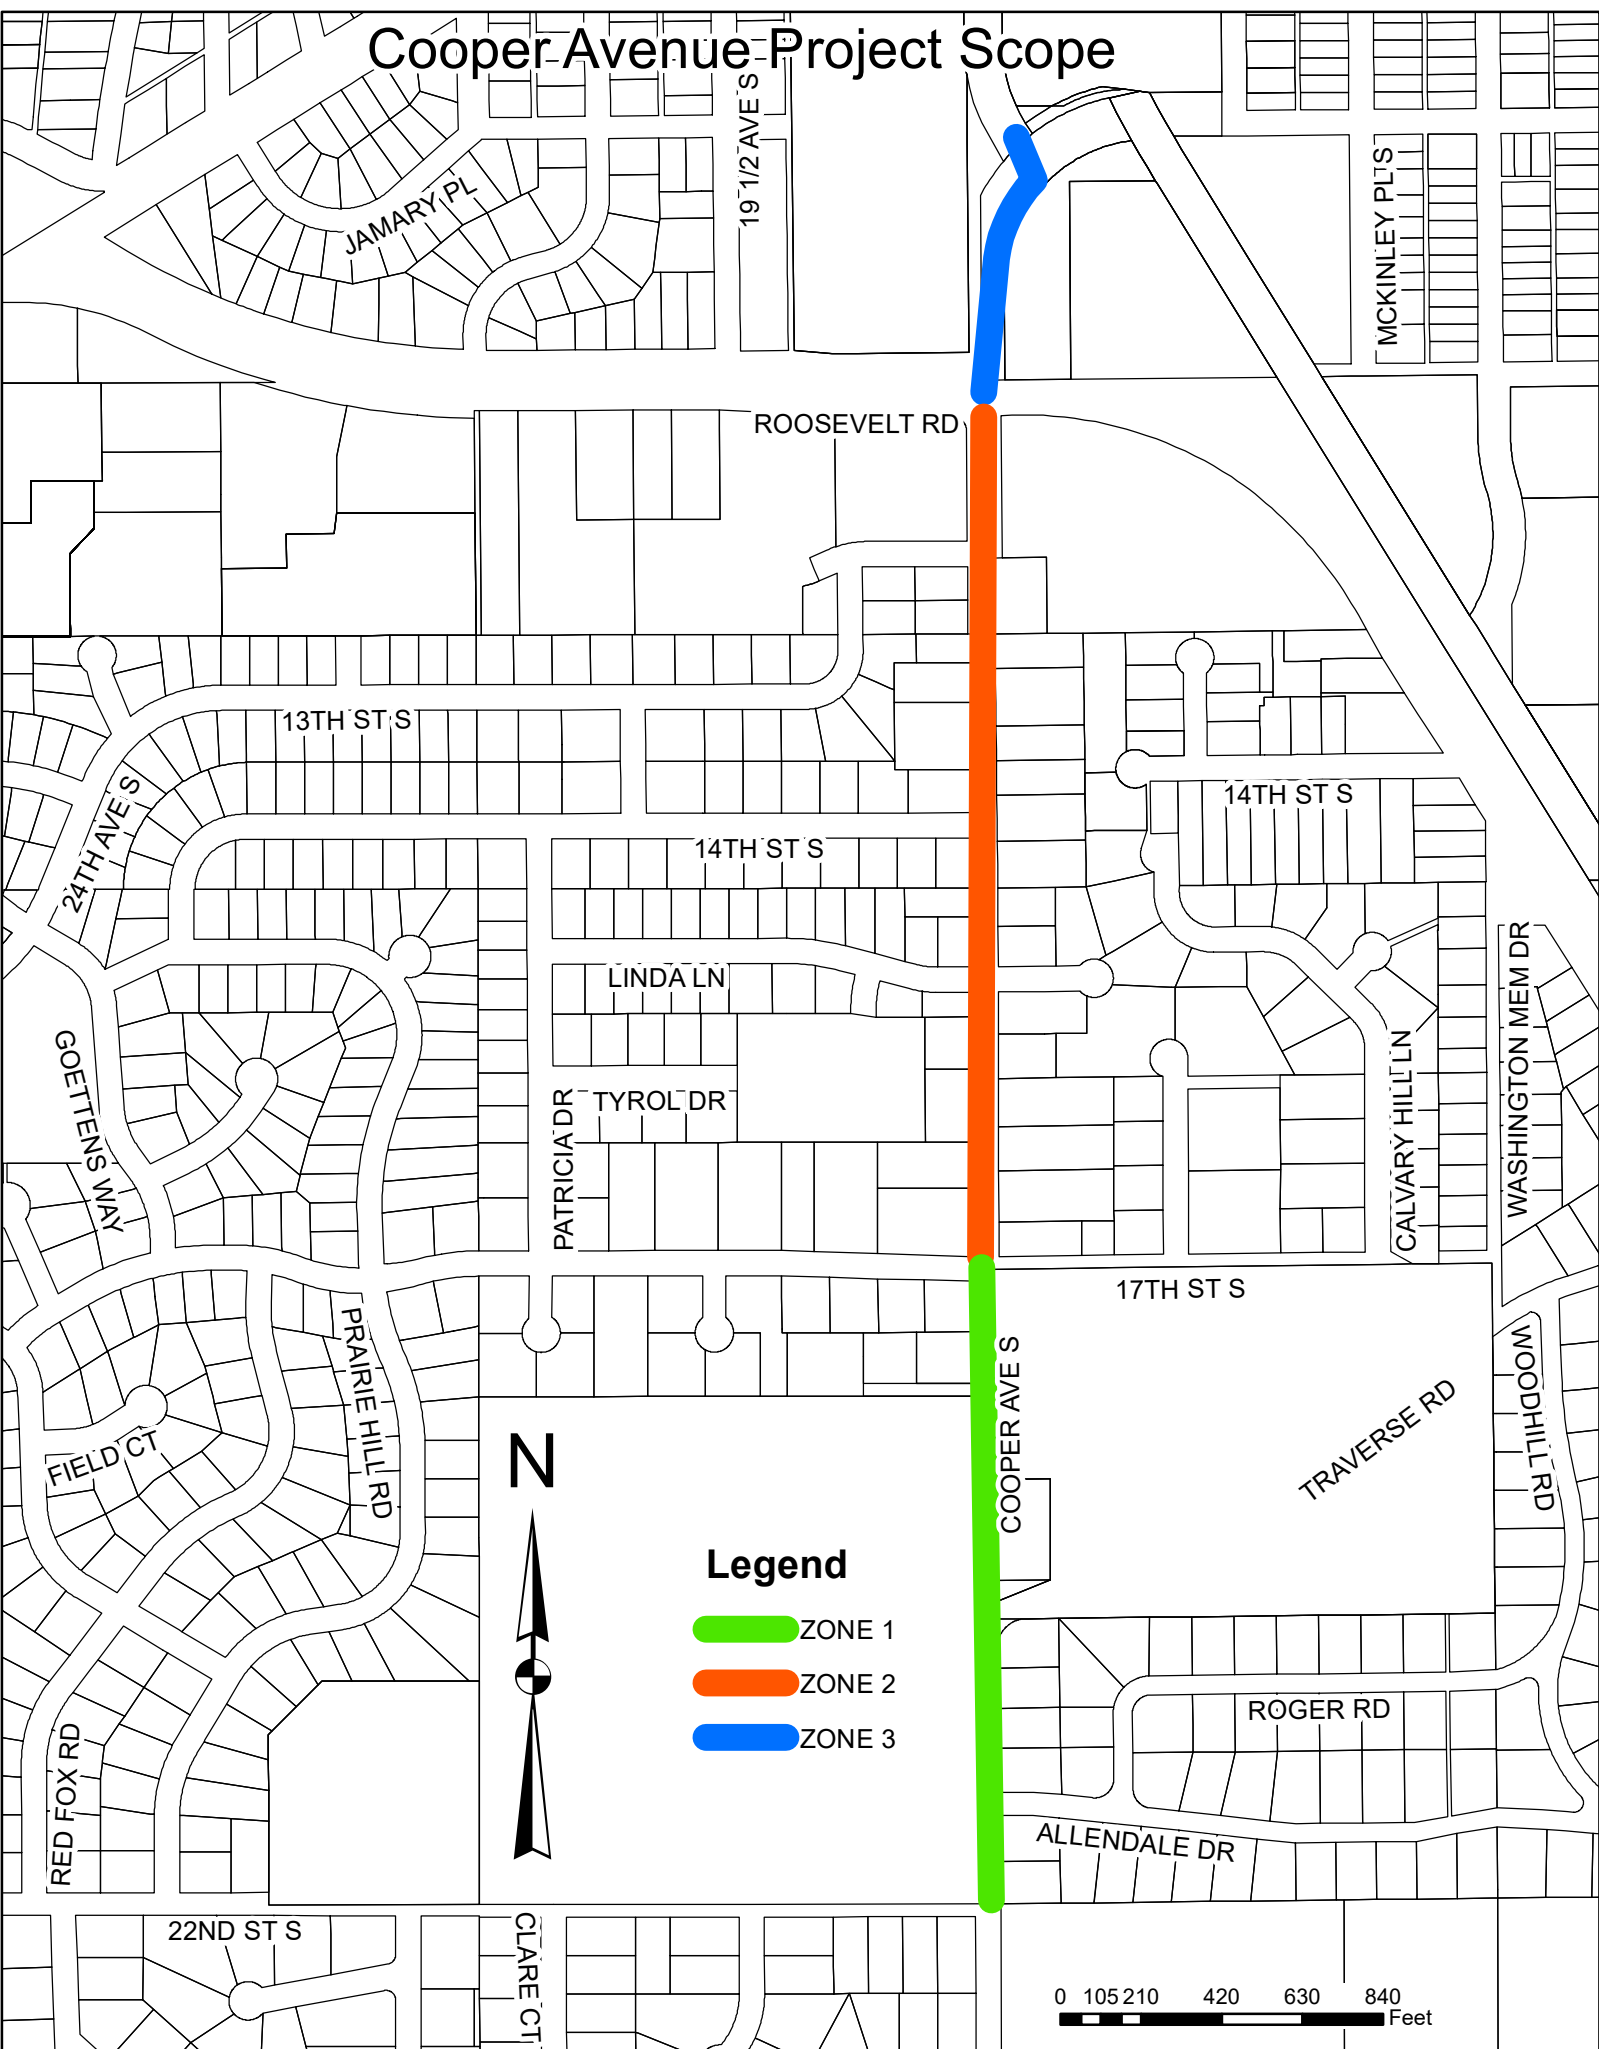 Cooper Avenue Project Scope
19 1/2 AVE S
JAMARY PL
MCKINLEY PL S
ROOSEVELT RD
13TH ST S
24TH AVE S
14TH ST S
14TH ST S
LINDA LN
GOETTENS WAY
TYROL DR
PATRICIA DR
CALVARY HILL LN
WASHINGTON MEM DR
17TH ST S
PRAIRIE HILL RD
COOPER AVE S
TRAVERSE RD
WOODHILL RD
FIELD CT
N
Legend
ZONE 1
ZONE 2
ZONE 3
ROGER RD
RED FOX RD
ALLENDALE DR
22ND ST S
CLARE CT
0 105 210 420 630 840
Feet